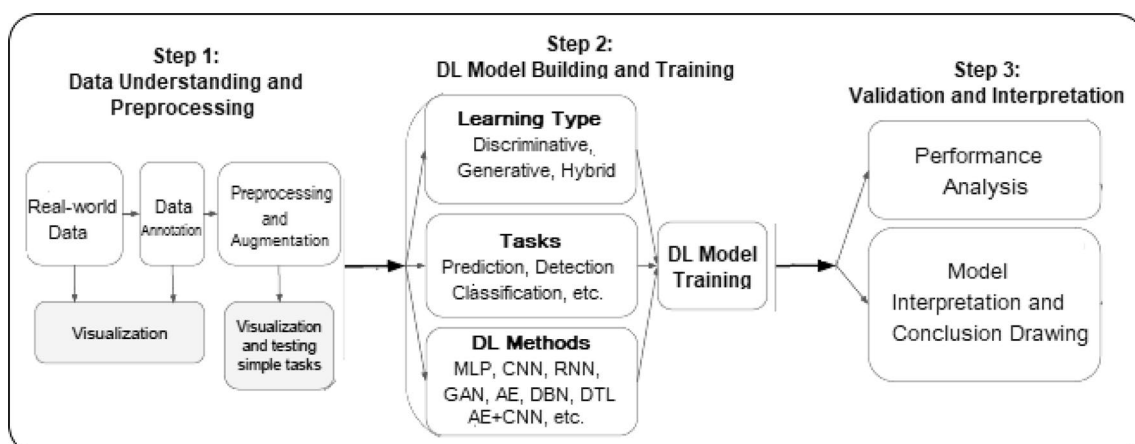 Step 1:
Data Understanding and
Preprocessing
Real-world
Data
Data
Annotation
Preprocessing
and
Augmentation
Visualization
Visualization
and testing
simple tasks
Step 2:
DL Model Building and Training
Learning Type
Discriminative,
Generative, Hybrid
Tasks
Prediction, Detection
Classification, etc.
DL Methods
MLP, CNN, RNN,
GAN, AE, DBN, DTL
AE+CNN, etc.
DL Model
Training
Step 3:
Validation and Interpretation
Performance
Analysis
Model
Interpretation and
Conclusion Drawing